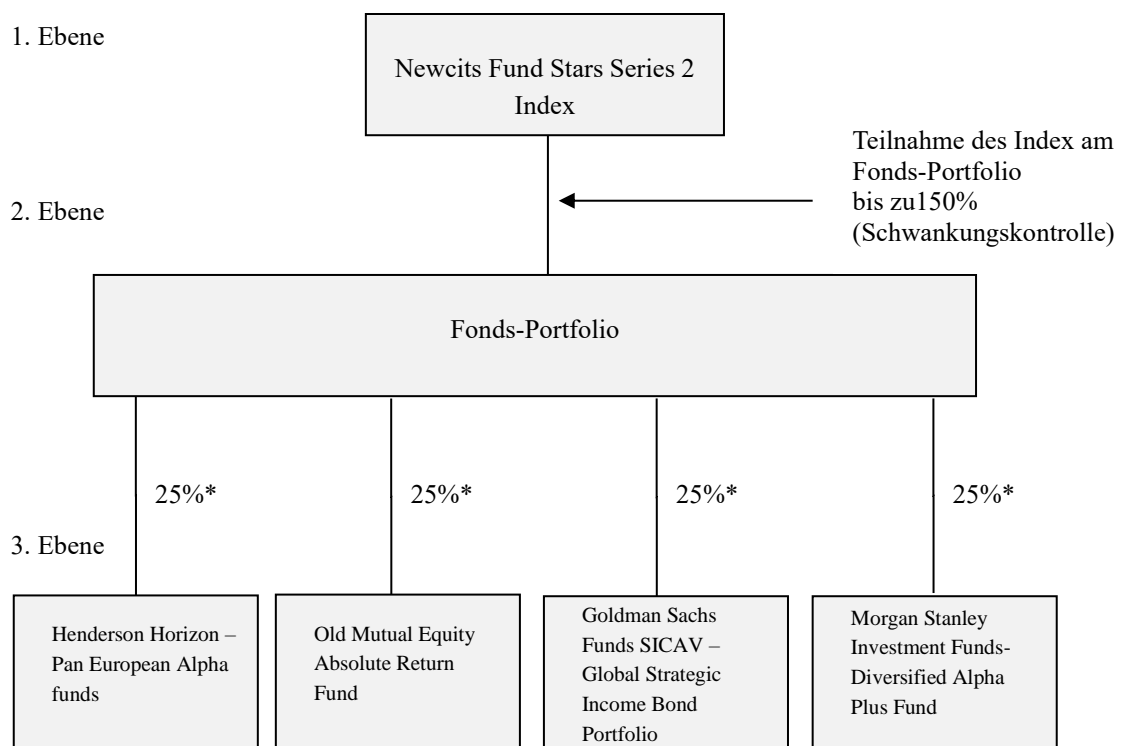 1. Ebene
Newcits Fund Stars Series 2
Index
Teilnahme des Index am
Fonds-Portfolio
bis zu150%
(Schwankungskontrolle)
2. Ebene
Fonds-Portfolio
25%*
25%*
25%*
25%*
3. Ebene
Henderson Horizon –
Pan European Alpha
funds
Old Mutual Equity
Absolute Return
Fund
Goldman Sachs
Funds SICAV –
Global Strategic
Income Bond
Portfolio
Morgan Stanley
Investment Funds-
Diversified Alpha
Plus Fund